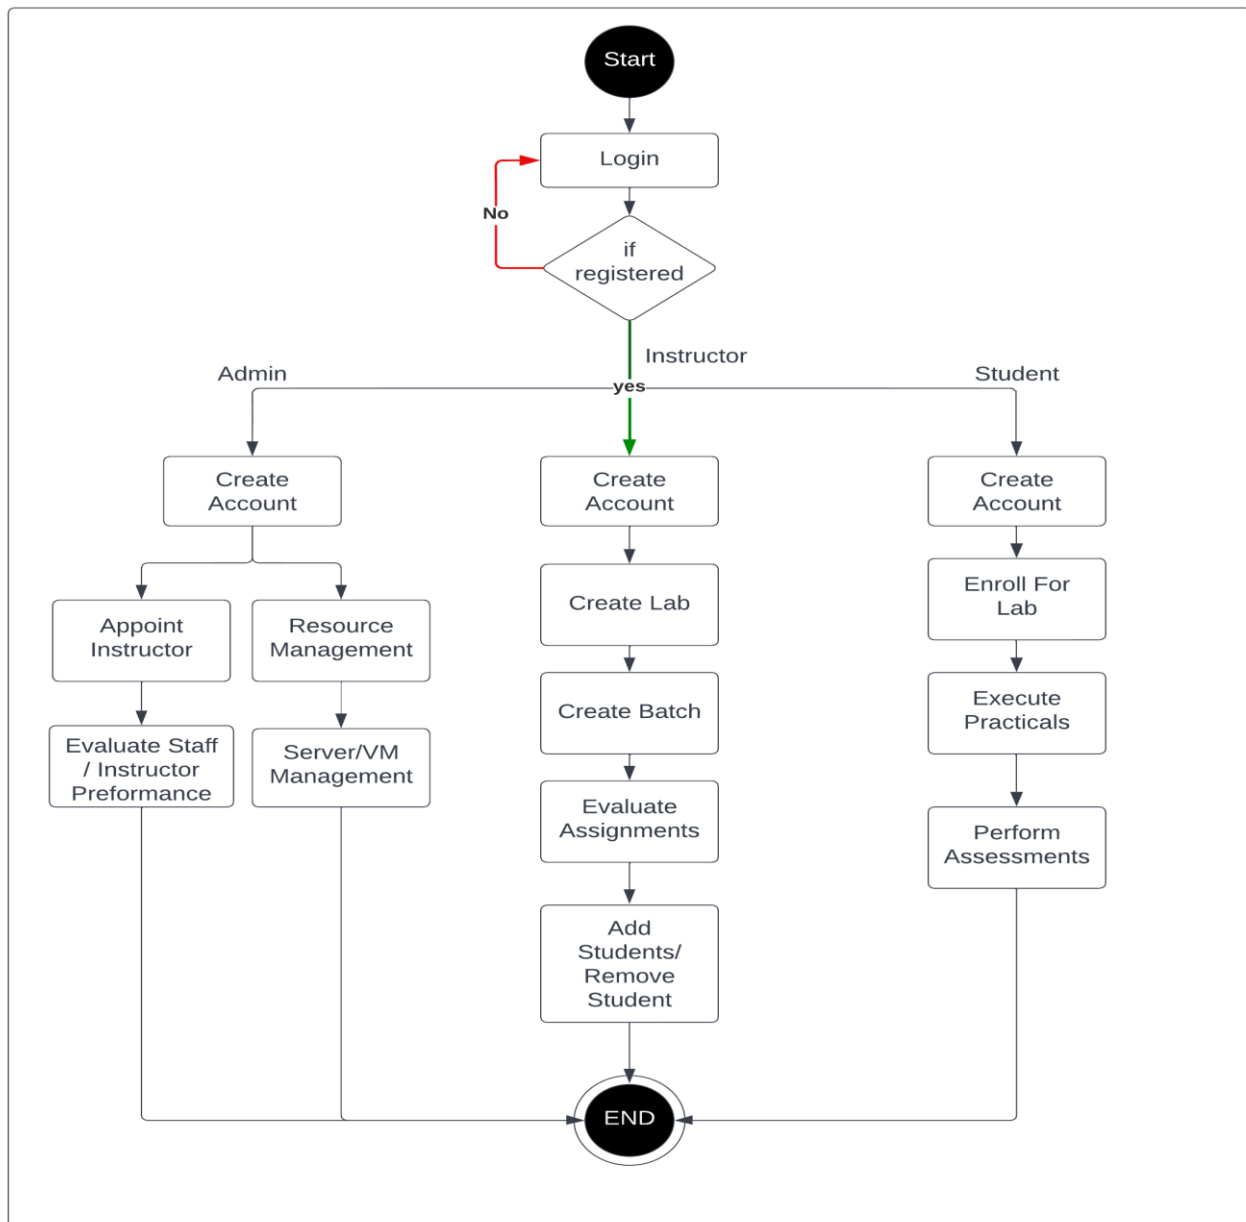 Start
Login
No
if
registered
Instructor
Admin
yes
Student
Create
Account
Create
Account
Create
Account
Appoint
Instructor
Resource
Management
Create Lab
Enroll For
Lab
Evaluate Staff
/ Instructor
Preformance
Server/VM
Management
Create Batch
Execute
Practicals
Evaluate
Assignments
Perform
Assessments
Add
Students/
Remove
Student
END